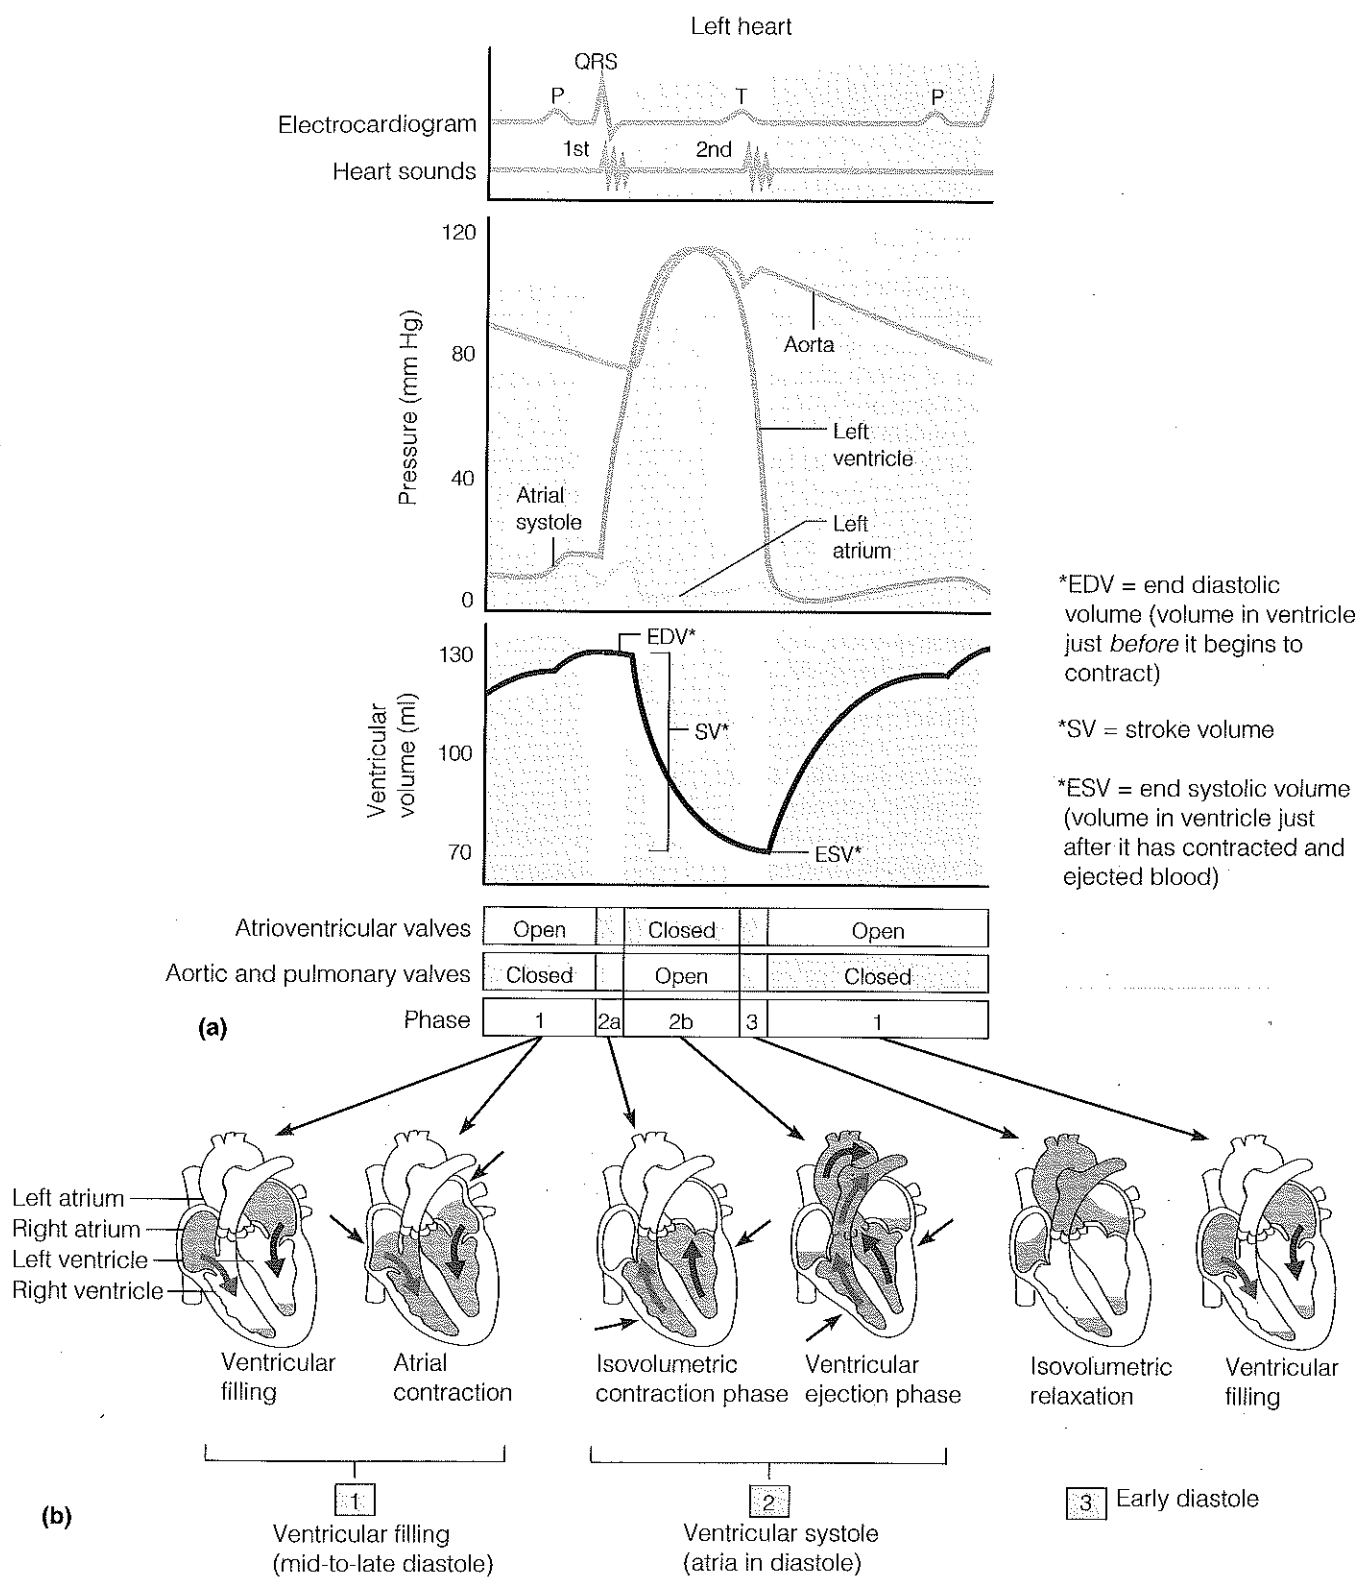 Left heart
QRS
P
T
P
Electrocardiogram
1st
2nd
Heart sounds
120
80
40
0
Pressure (mm Hg)
Aorta
Left
ventricle
Atrial
systole
Left
atrium
*EDV = end diastolic
volume (volume in ventricle
just before it begins to
contract)
*SV = stroke volume
*ESV = end systolic volume
(volume in ventricle just
after it has contracted and
ejected blood)
130
100
70
Ventricular
volume (ml)
EDV*
SV*
ESV*
Atrioventricular valves Open Closed Open
Aortic and pulmonary valves Closed Open Closed
(a) Phase 1 2a 2b 3 1
Left atrium
Right atrium
Left ventricle
Right ventricle
Ventricular
filling
Atrial
contraction
Isovolumetric
contraction phase
Ventricular
ejection phase
Isovolumetric
relaxation
Ventricular
filling
(b)
1
Ventricular filling
(mid-to-late diastole)
2
Ventricular systole
(atria in diastole)
3 Early diastole